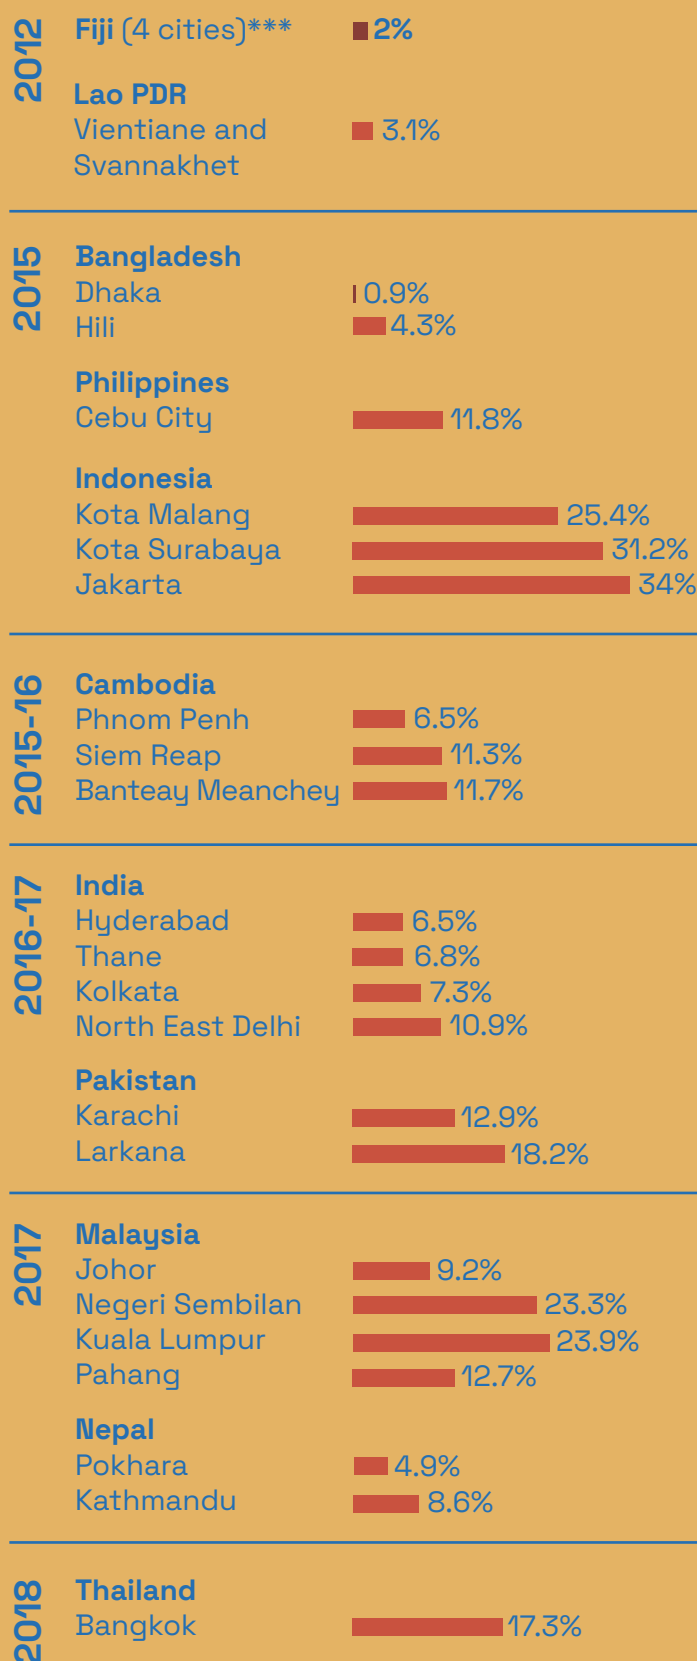 2012
Fiji (4 cities)*** 2%
Lao PDR
Vientiane and 3.1%
Svannakhet
2015
Bangladesh
Dhaka 0.9%
Hili 4.3%
Philippines
Cebu City 11.8%
Indonesia
Kota Malang 25.4%
Kota Surabaya 31.2%
Jakarta 34%
2015-16
Cambodia
Phnom Penh 6.5%
Siem Reap 11.3%
Banteay Meanchey 11.7%
2016-17
India
Hyderabad 6.5%
Thane 6.8%
Kolkata 7.3%
North East Delhi 10.9%
Pakistan
Karachi 12.9%
Larkana 18.2%
2017
Malaysia
Johor 9.2%
Negeri Sembilan 23.3%
Kuala Lumpur 23.9%
Pahang 12.7%
Nepal
Pokhara 4.9%
Kathmandu 8.6%
2018
Thailand
Bangkok 17.3%